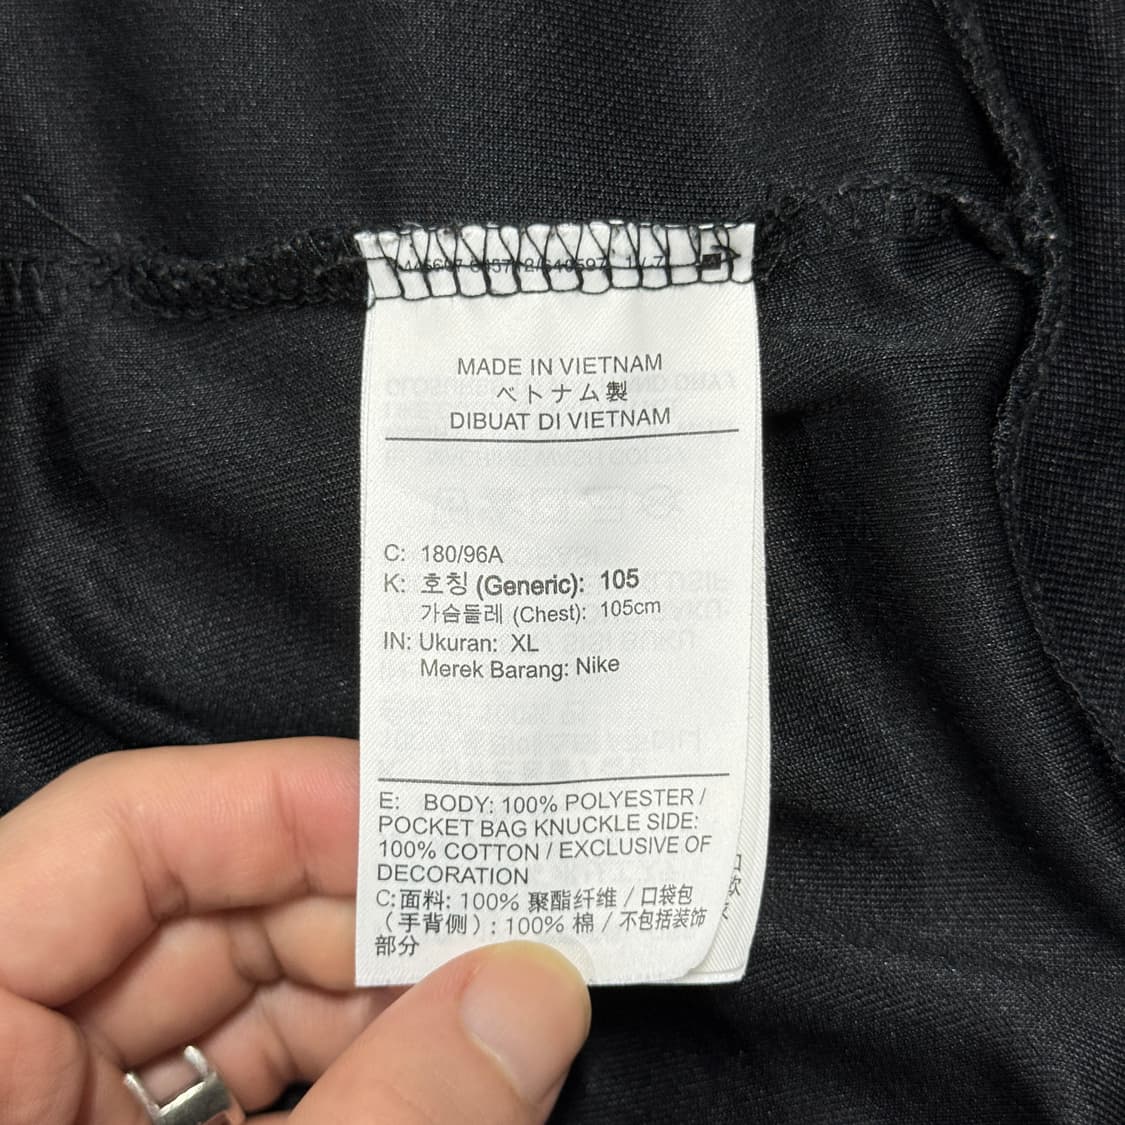 MADE IN VIETNAM
ベトナム製
DIBUAT DI VIETNAM
C: 180/96A
K: 호칭 (Generic): 105
가슴둘레 (Chest): 105cm
IN: Ukuran: XL
Merek Barang: Nike
E: BODY: 100% POLYESTER /
POCKET BAG KNUCKLE SIDE:
100% COTTON / EXCLUSIVE OF
DECORATION
C:面料: 100% 聚酯纤维 / 口袋包
（手背侧）: 100% 棉 / 不包括装饰
部分